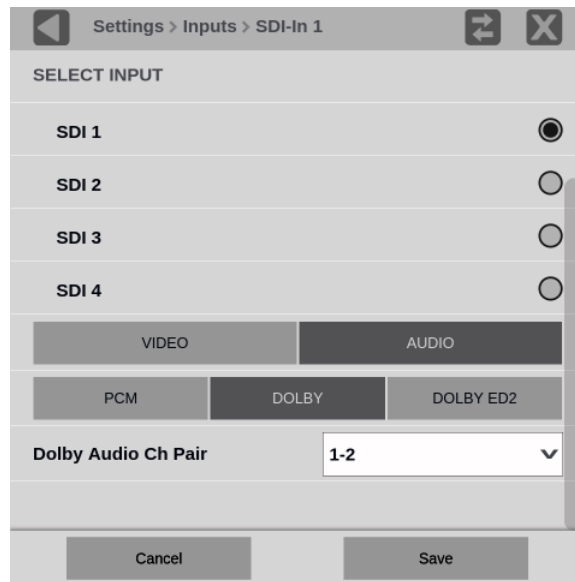 Settings > Inputs > SDI-In 1
SELECT INPUT
SDI 1
SDI 2
SDI 3
SDI 4
VIDEO AUDIO
PCM DOLBY DOLBY ED2
Dolby Audio Ch Pair 1-2
Cancel Save